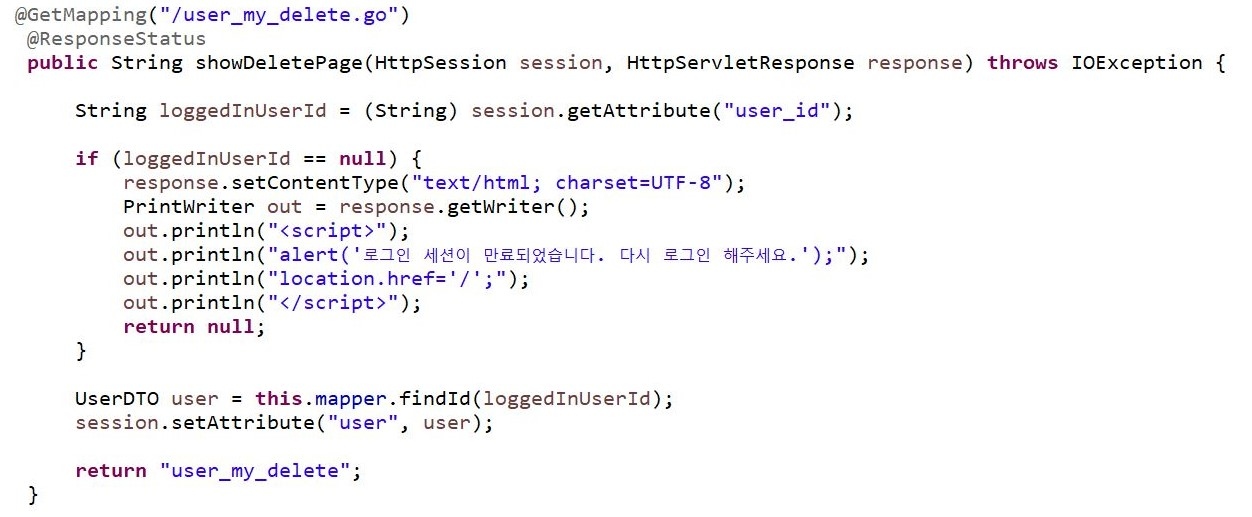 @GetMapping("/user_my_delete.go")
@ResponseStatus
public String showDeletePage(HttpSession session, HttpServletResponse response) throws IOException {
String loggedInUserId = (String) session.getAttribute("user_id");
if (loggedInUserId == null) {
response.setContentType("text/html; charset=UTF-8");
PrintWriter out = response.getWriter();
out.println("<script>");
out.println("alert('로그인 세션이 만료되었습니다. 다시 로그인 해주세요.');");
out.println("location.href='/';");
out.println("</script>");
return null;
}
UserDTO user = this.mapper.findId(loggedInUserId);
session.setAttribute("user", user);
return "user_my_delete";
}